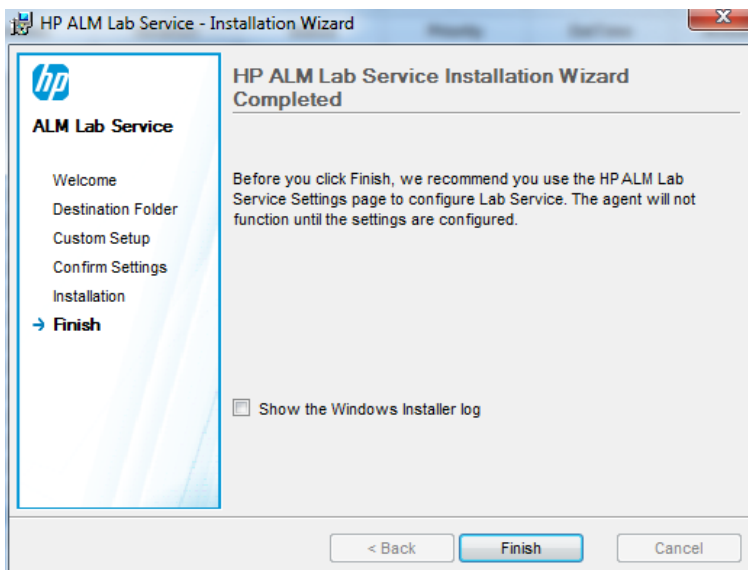 HP ALM Lab Service - Installation Wizard
hp
ALM Lab Service
Welcome
Destination Folder
Custom Setup
Confirm Settings
Installation
Finish
HP ALM Lab Service Installation Wizard
Completed
Before you click Finish, we recommend you use the HP ALM Lab
Service Settings page to configure Lab Service. The agent will not
function until the settings are configured.
Show the Windows Installer log
< Back
Finish
Cancel